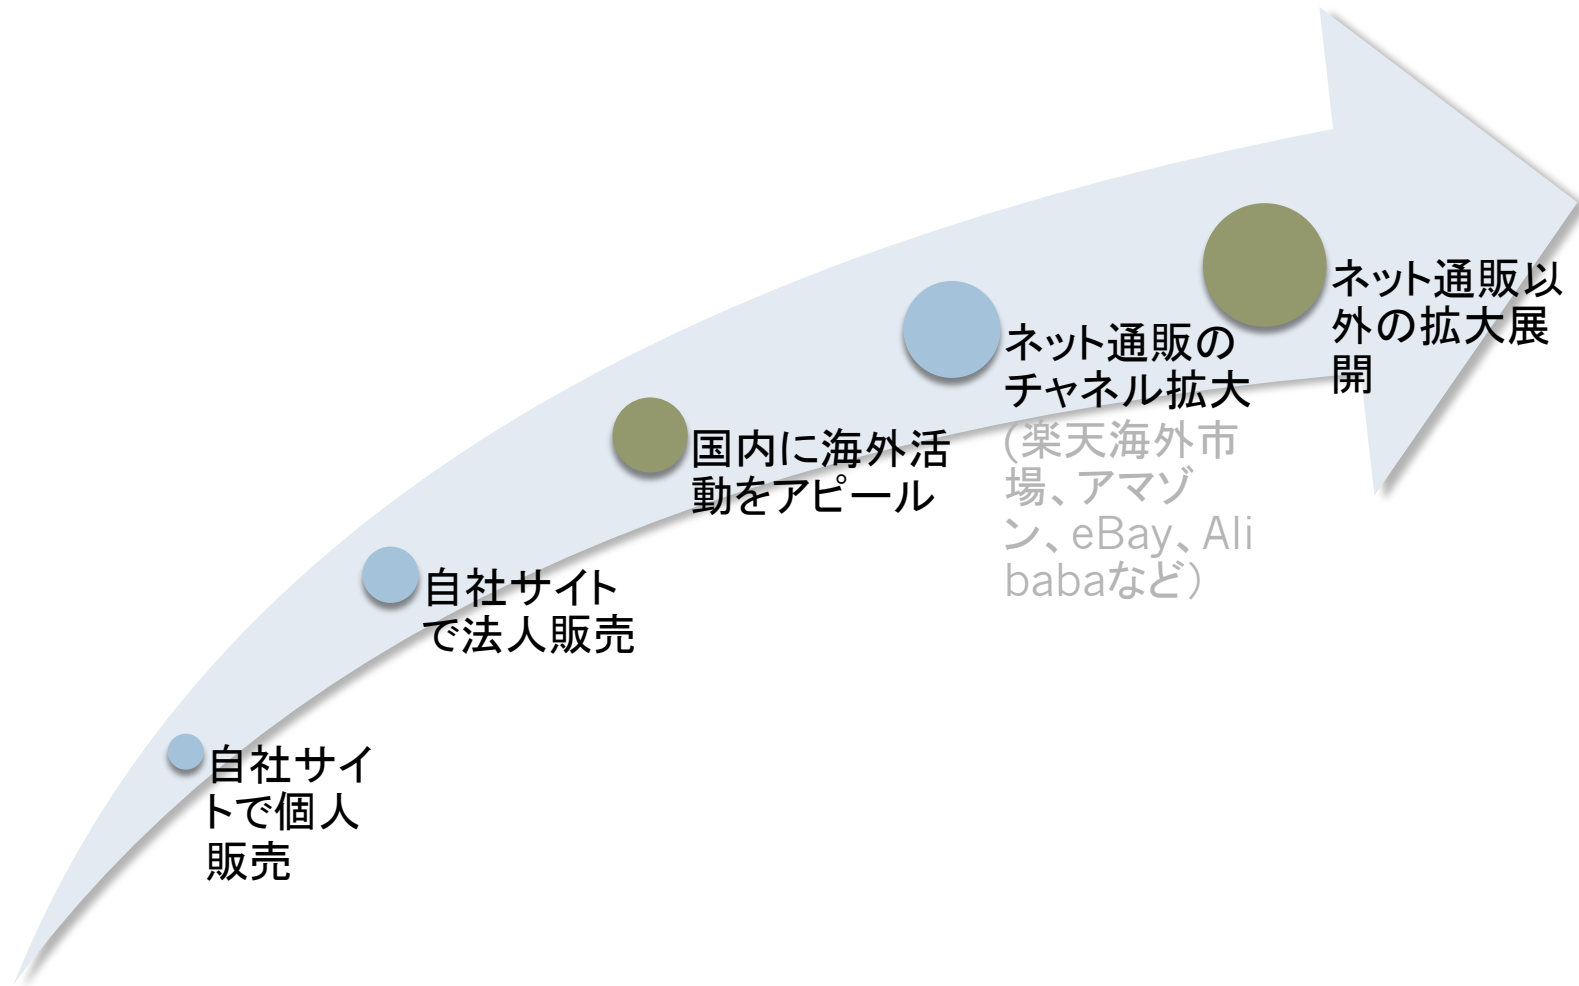 自社サイ
トで個人
販売
自社サイト
で法人販売
国内に海外活
動をアピール
ネット通販の
チャネル拡大
(楽天海外市
場、アマゾ
ン、eBay、Ali
babaなど）
ネット通販以
外の拡大展
開